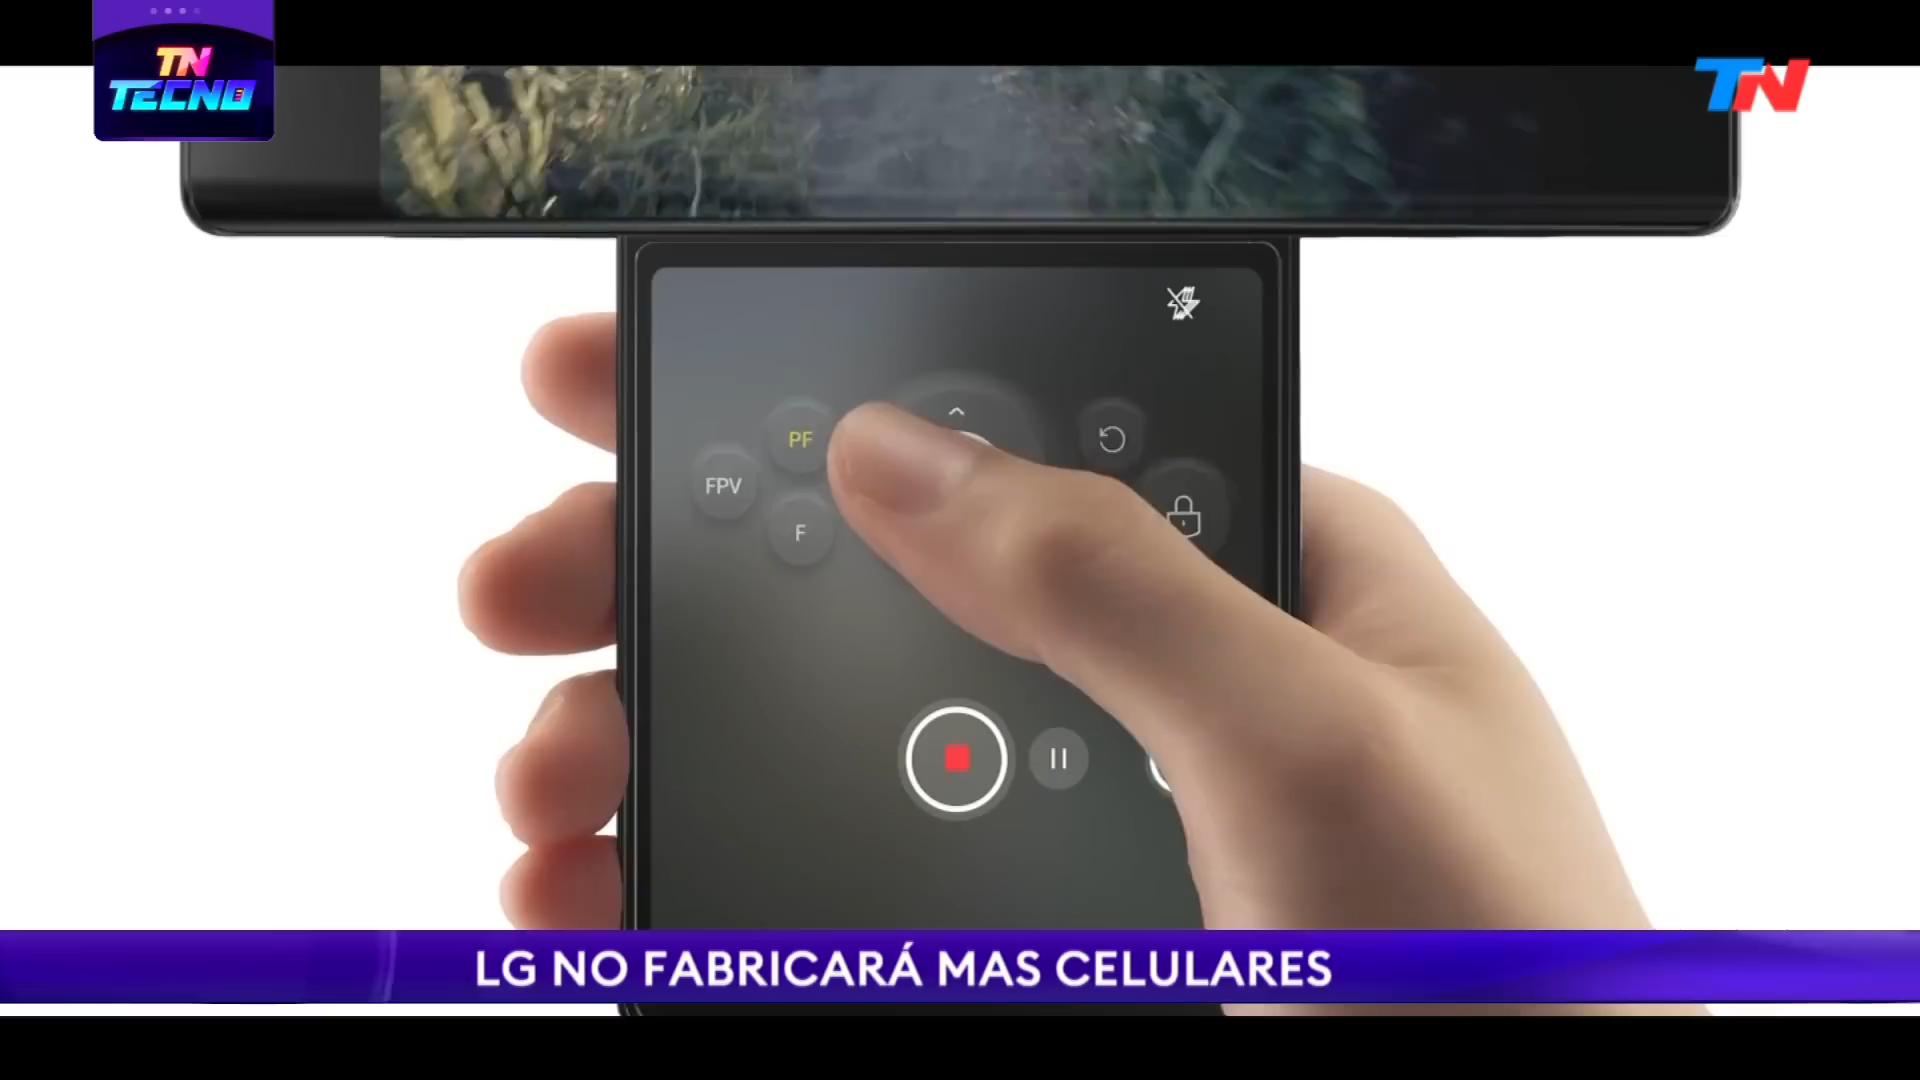 TN
TECNO
TN
PF
FPV
F
LG NO FABRICARÁ MAS CELULARES